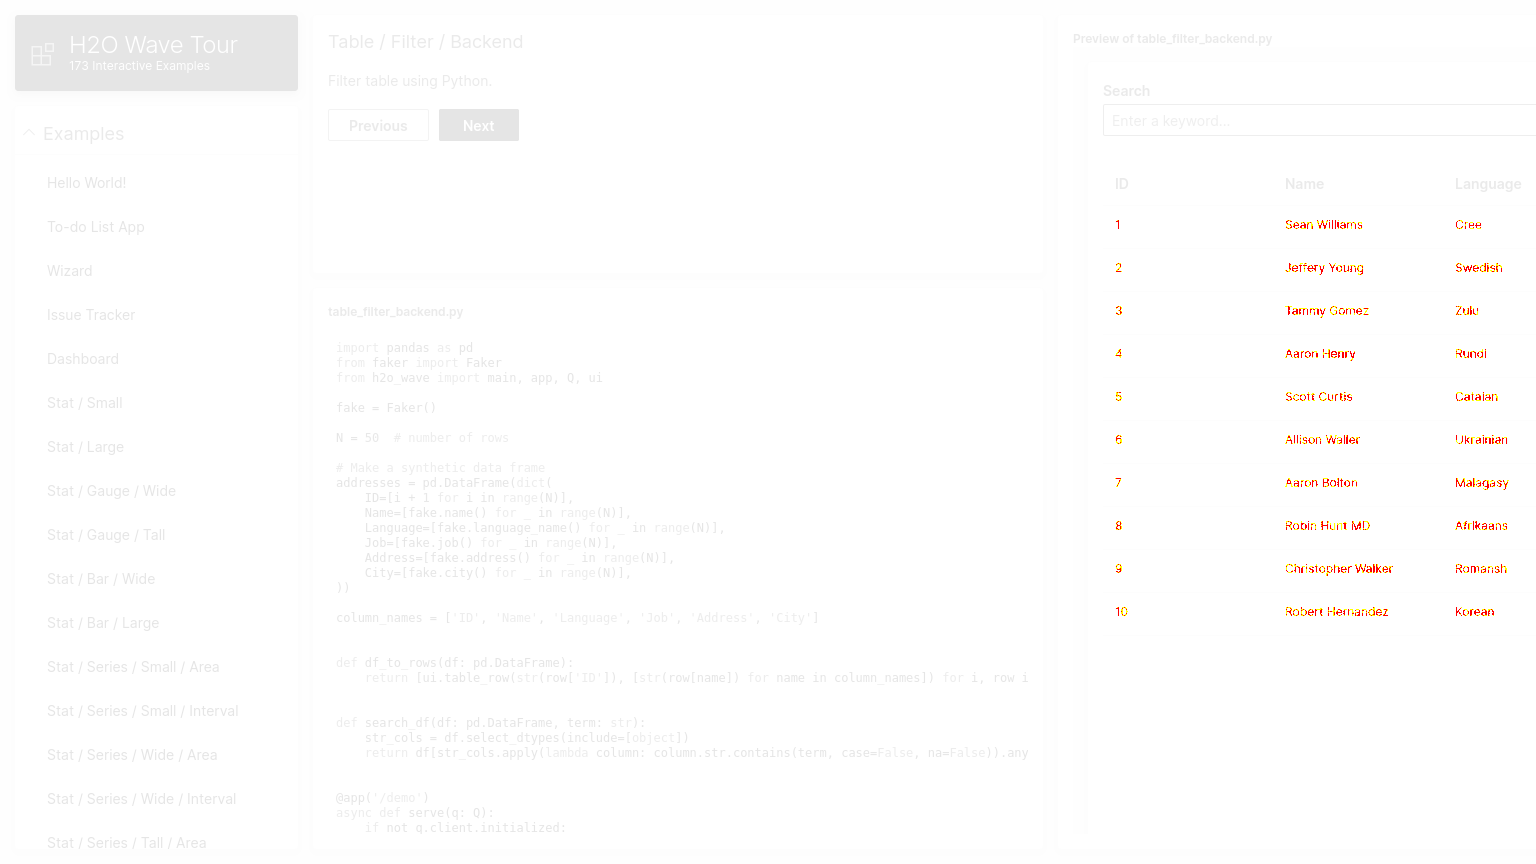 H2O Wave Tour
173 Interactive Examples
Examples
Hello World!
To-do List App
Wizard
Issue Tracker
Dashboard
Stat / Small
Stat / Large
Stat / Gauge / Wide
Stat / Gauge / Tall
Stat / Bar / Wide
Stat / Bar / Large
Stat / Series / Small / Area
Stat / Series / Small / Interval
Stat / Series / Wide / Area
Stat / Series / Wide / Interval
Stat / Series / Tall / Area
Table / Filter / Backend
Filter table using Python.
Previous Next
table_filter_backend.py
import pandas as pd
from faker import Faker
from h2o_wave import main, app, Q, ui
fake = Faker()
N = 50  # number of rows
# Make a synthetic data frame
addresses = pd.DataFrame(dict(
    ID=[i + 1 for i in range(N)],
    Name=[fake.name() for _ in range(N)],
    Language=[fake.language_name() for _ in range(N)],
    Job=[fake.job() for _ in range(N)],
    Address=[fake.address() for _ in range(N)],
    City=[fake.city() for _ in range(N)],
))
column_names = ['ID', 'Name', 'Language', 'Job', 'Address', 'City']
def df_to_rows(df: pd.DataFrame):
    return [ui.table_row(str(row['ID']), [str(row[name]) for name in column_names]) for i, row i
def search_df(df: pd.DataFrame, term: str):
    str_cols = df.select_dtypes(include=[object])
    return df[str_cols.apply(lambda column: column.str.contains(term, case=False, na=False)).any
@app('/demo')
async def serve(q: Q):
    if not q.client.initialized:
Preview of table_filter_backend.py
Search
Enter a keyword...
ID Name Language
1 Sean Williams Cree
2 Jeffery Young Swedish
3 Tammy Gomez Zulu
4 Aaron Henry Rundi
5 Scott Curtis Catalan
6 Allison Waller Ukrainian
7 Aaron Bolton Malagasy
8 Robin Hunt MD Afrikaans
9 Christopher Walker Romansh
10 Robert Hernandez Korean